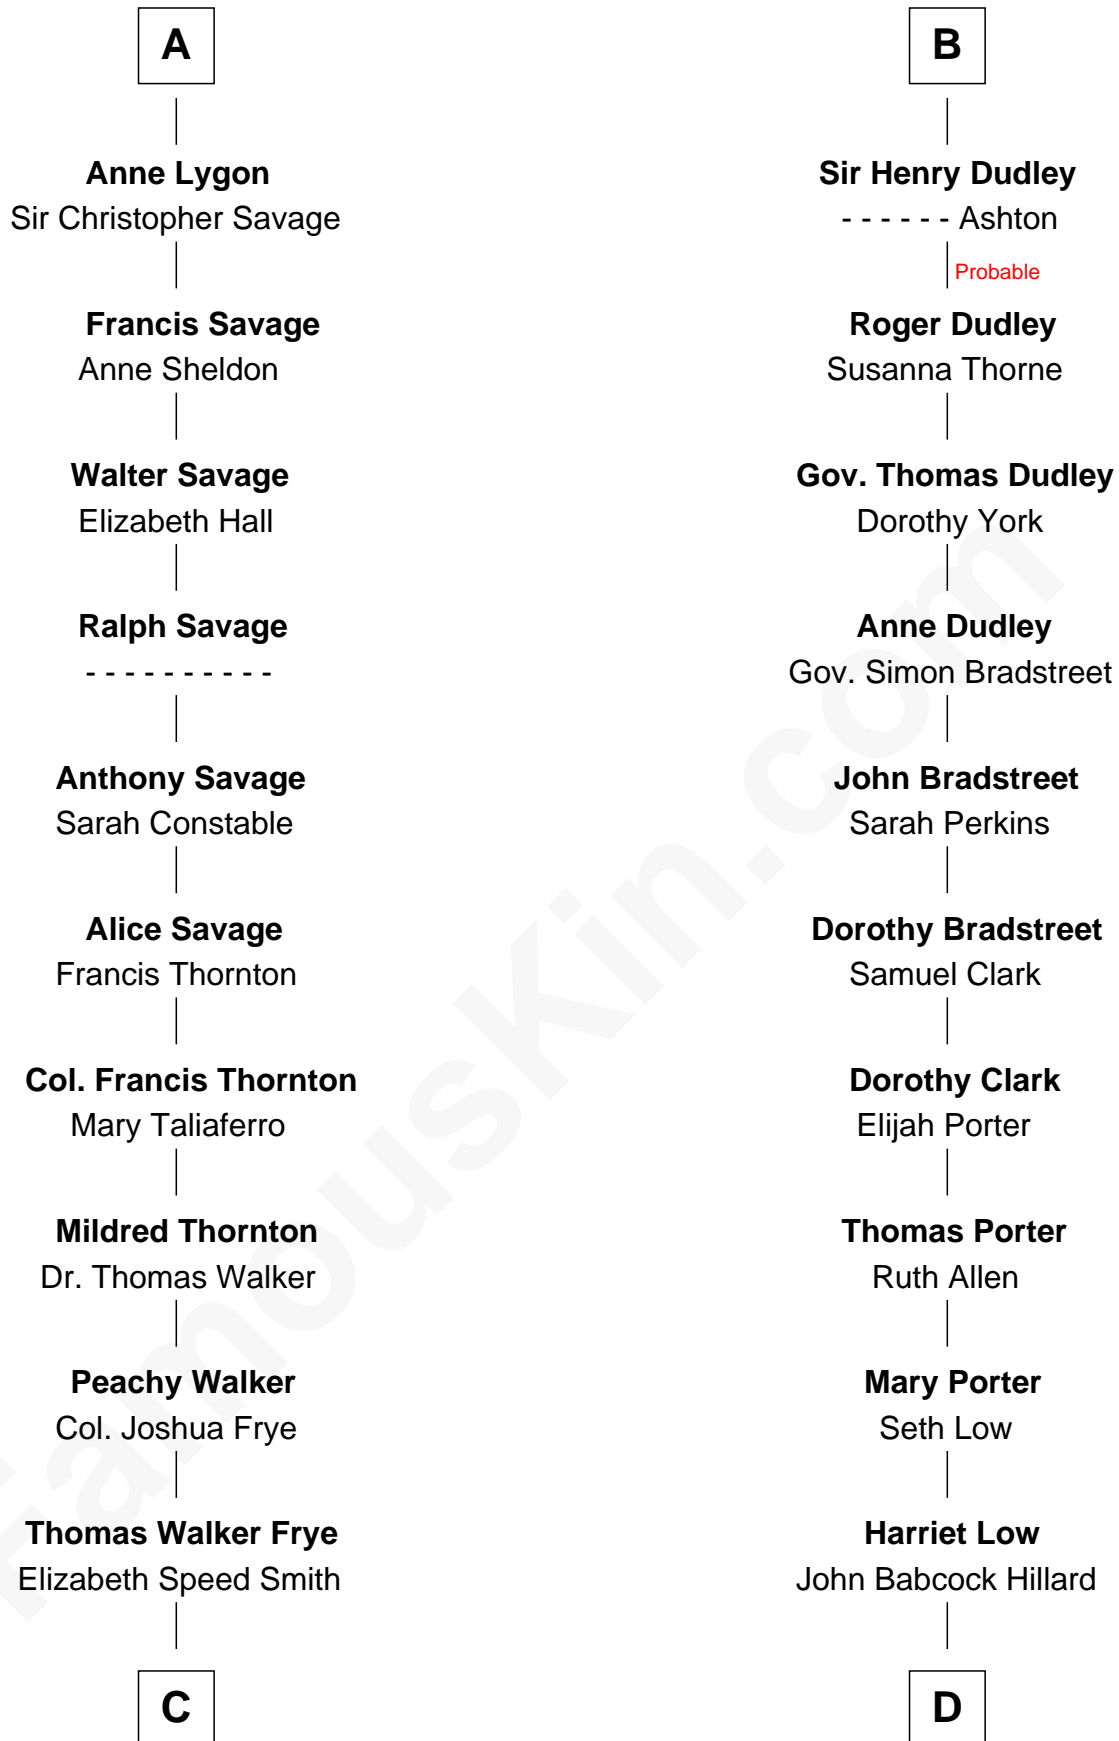 A
Anne Lygon
Sir Christopher Savage
Francis Savage
Anne Sheldon
Walter Savage
Elizabeth Hall
Ralph Savage
- - - - - - - - - -
Anthony Savage
Sarah Constable
Alice Savage
Francis Thornton
Col. Francis Thornton
Mary Taliaferro
Mildred Thornton
Dr. Thomas Walker
Peachy Walker
Col. Joshua Frye
Thomas Walker Frye
Elizabeth Speed Smith
C
B
Sir Henry Dudley
- - - - - - Ashton
Probable
Roger Dudley
Susanna Thorne
Gov. Thomas Dudley
Dorothy York
Anne Dudley
Gov. Simon Bradstreet
John Bradstreet
Sarah Perkins
Dorothy Bradstreet
Samuel Clark
Dorothy Clark
Elijah Porter
Thomas Porter
Ruth Allen
Mary Porter
Seth Low
Harriet Low
John Babcock Hillard
D
FamousKin.com